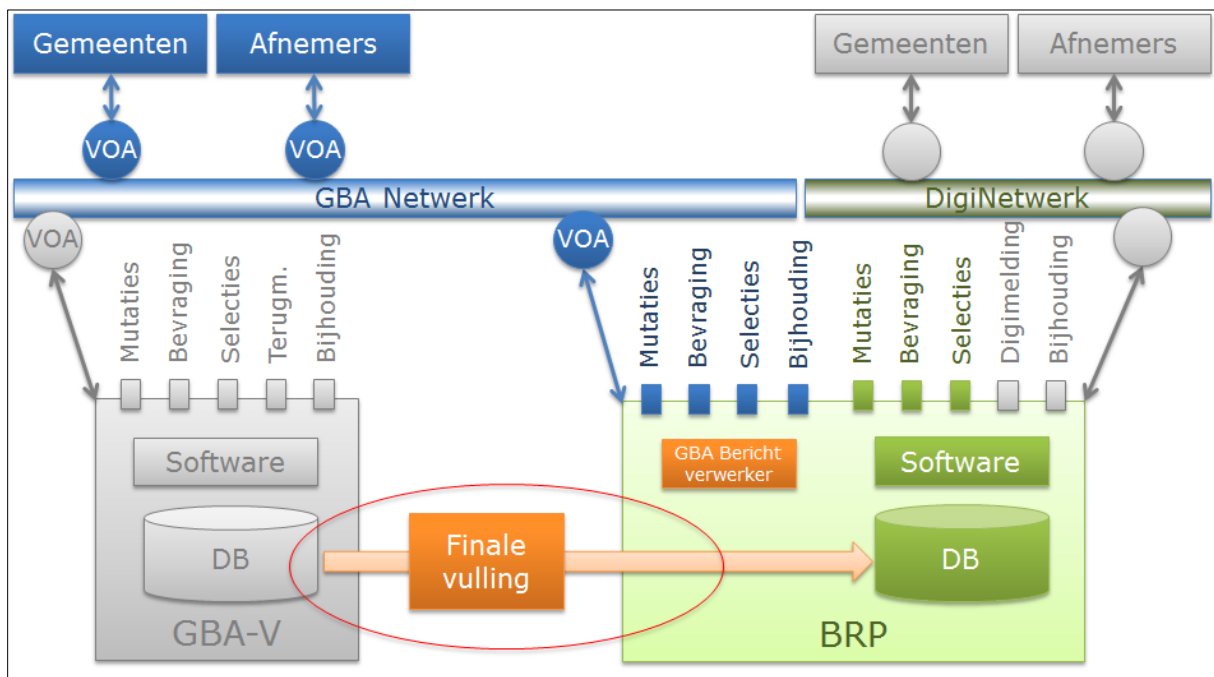 Gemeenten
Afnemers
Gemeenten
Afnemers
VOA
VOA
GBA Netwerk
DigiNetwerk
VOA
VOA
Mutaties
Bevraging
Selecties
Terugm.
Bijhouding
Mutaties
Bevraging
Selecties
Bijhouding
Mutaties
Bevraging
Selecties
Digimelding
Bijhouding
Software
GBA Bericht
verwerker
Software
DB
Finale
vulling
DB
GBA-V
BRP